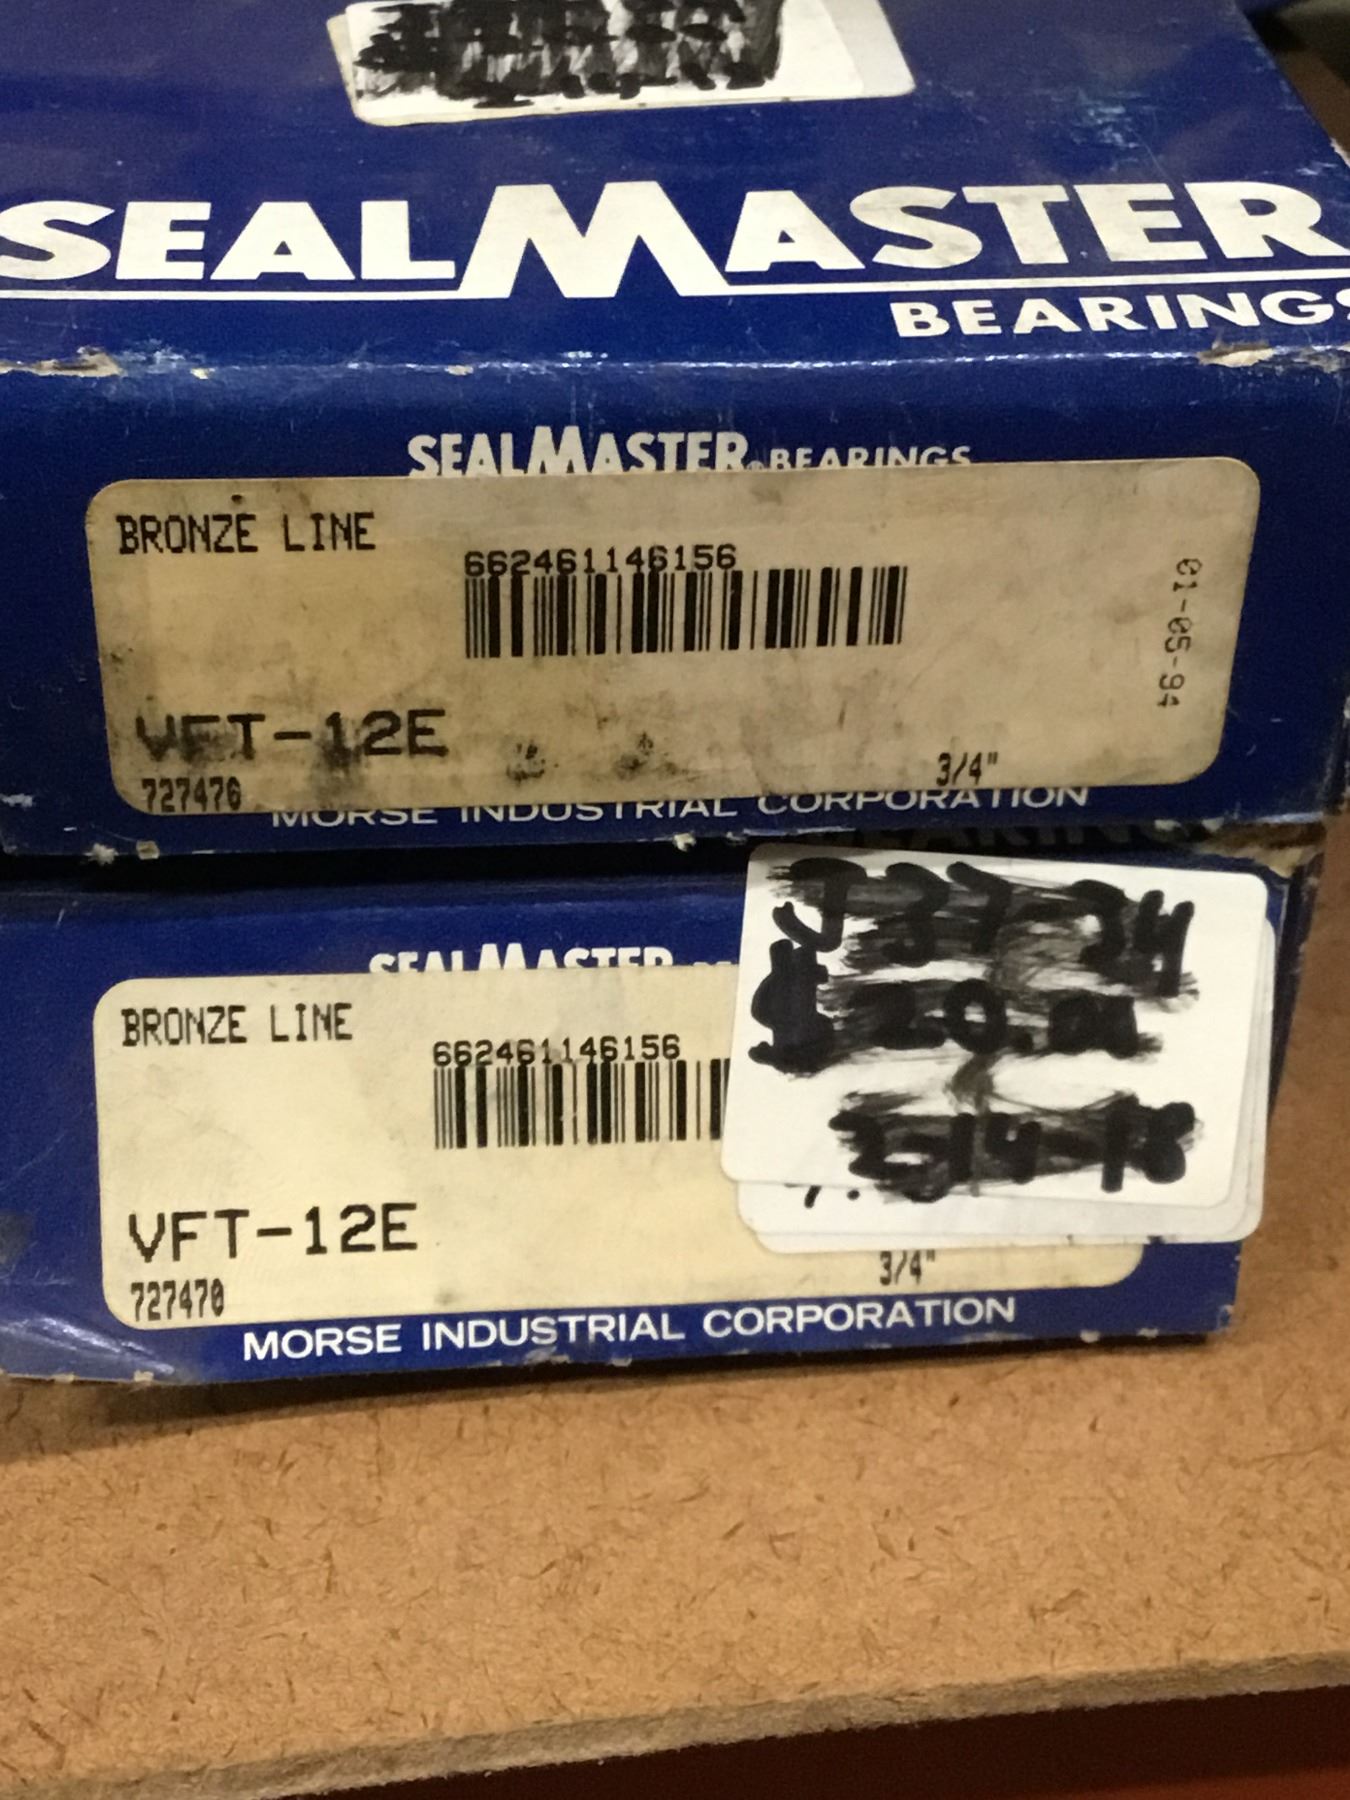 SEALMASTER
BEARINGS
SEALMASTER® BEARINGS
BRONZE LINE
662461146156
01-05-94
VFT-12E
3/4"
727470
MORSE INDUSTRIAL CORPORATION
SEALMASTER
BRONZE LINE
662461146156
VFT-12E
3/4"
727470
MORSE INDUSTRIAL CORPORATION